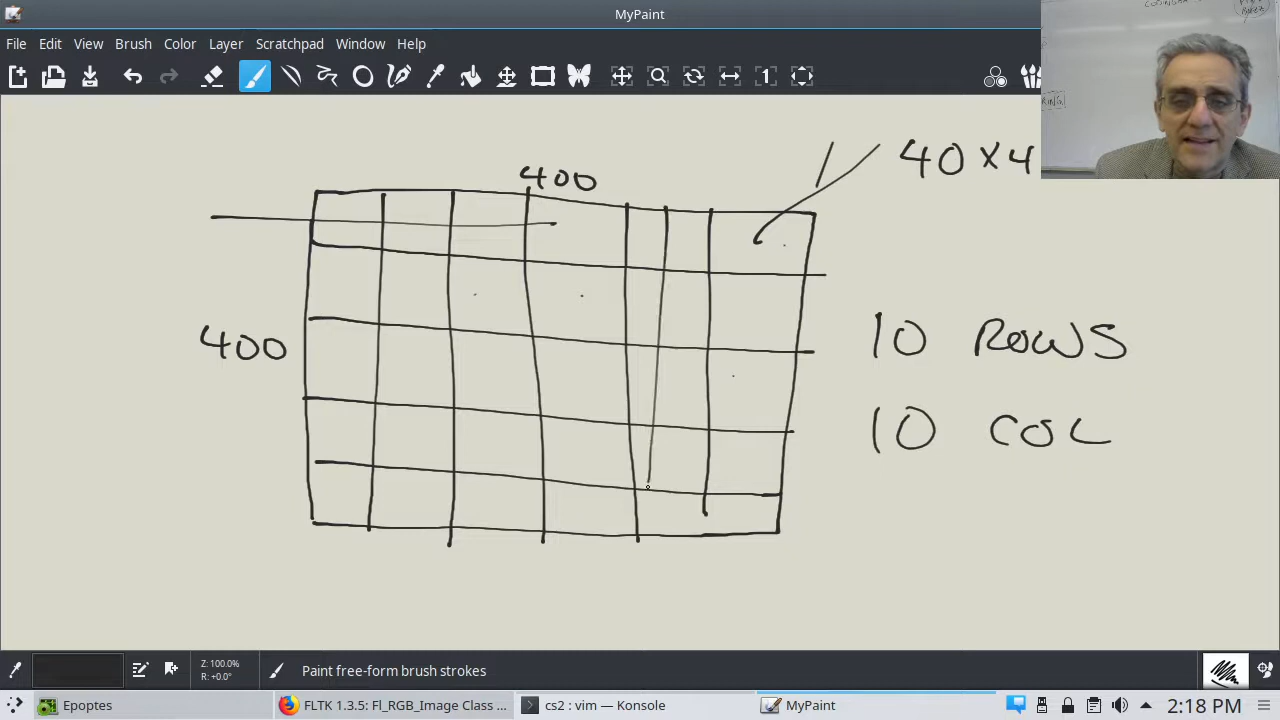 MyPaint
File Edit View Brush Color Layer Scratchpad Window Help
1
400
40 X 4
400
10 ROWS
10 COL
Z: 100.0%
R: +0.0°
Paint free-form brush strokes
Epoptes
FLTK 1.3.5: Fl_RGB_Image Class ...
cs2 : vim — Konsole
MyPaint
2:18 PM